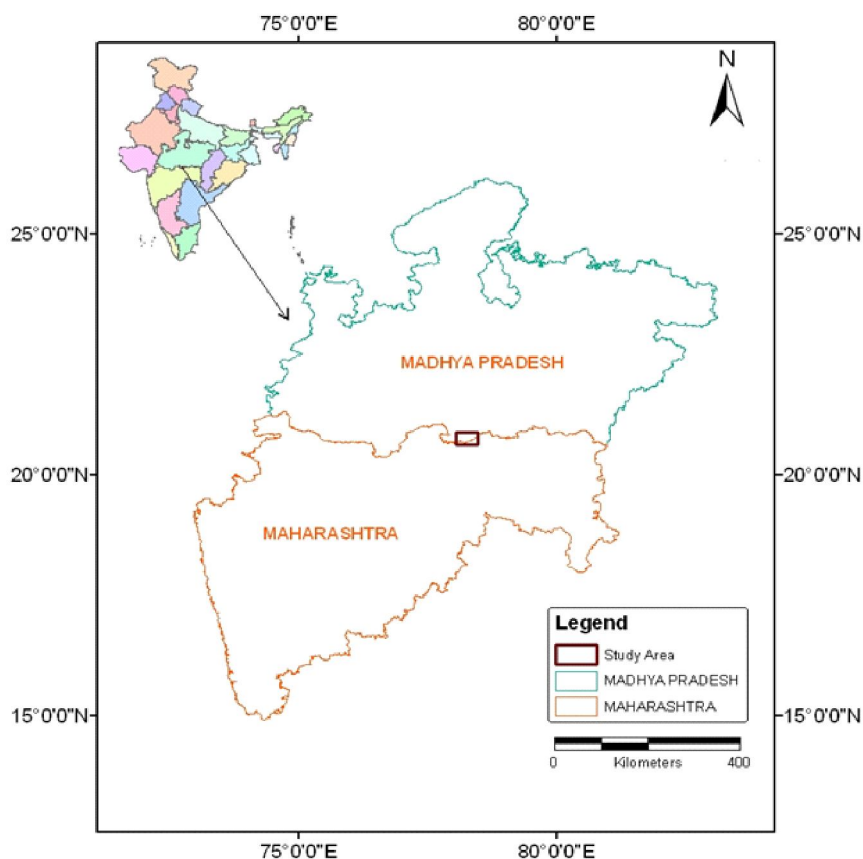 75°0'0"E 80°0'0"E
N
25°0'0"N 25°0'0"N
MADHYA PRADESH
20°0'0"N 20°0'0"N
MAHARASHTRA
Legend
Study Area
MADHYA PRADESH
MAHARASHTRA
15°0'0"N 15°0'0"N
0 400
Kilometers
75°0'0"E 80°0'0"E